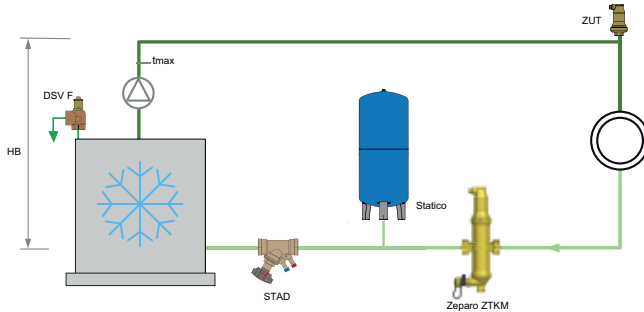 ZUT
tmax
DSV F
HB
Statico
STAD
Zeparo ZTKM